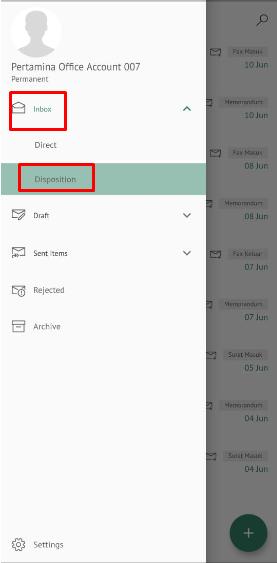 Pertamina Office Account 007
Permanent
Inbox
Direct
Disposition
Draft
Sent Items
Rejected
Archive
Settings
Fax Masuk
10 Jun
Memorandum
10 Jun
Fax Masuk
08 Jun
Memorandum
08 Jun
Fax Keluar
07 Jun
Memorandum
07 Jun
Surat Masuk
05 Jun
Memorandum
04 Jun
Surat Masuk
04 Jun